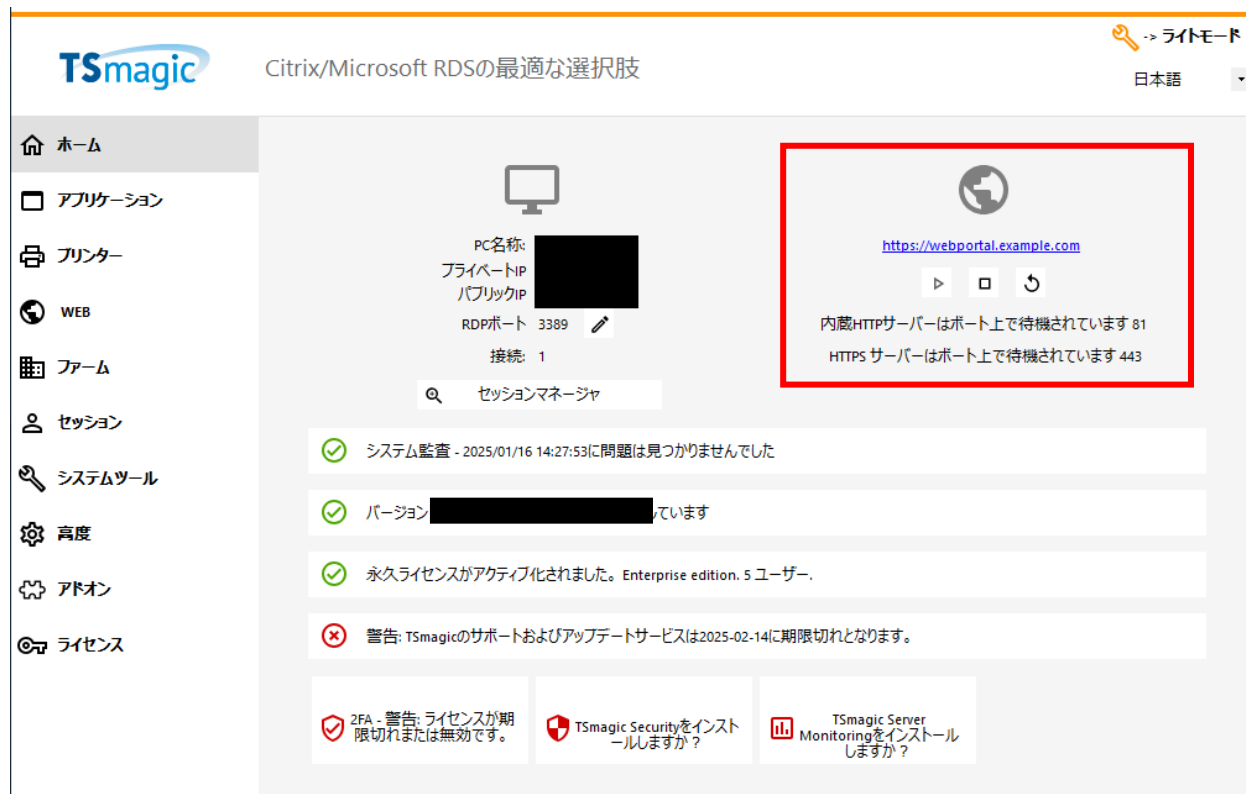 -> ライトモード
TSmagic
Citrix/Microsoft RDSの最適な選択肢
日本語
ホーム
アプリケーション
プリンター
WEB
ファーム
セッション
システムツール
高度
アドオン
ライセンス
PC名称:
プライベートIP
パブリックIP
RDPポート 3389
接続: 1
セッションマネージャ
https://webportal.example.com
内蔵HTTPサーバーはポート上で待機されています 81
HTTPS サーバーはポート上で待機されています 443
システム監査 - 2025/01/16 14:27:53に問題は見つかりませんでした
バージョン ています
永久ライセンスがアクティブ化されました。Enterprise edition. 5 ユーザー.
警告: TSmagicのサポートおよびアップデートサービスは2025-02-14に期限切れとなります。
2FA - 警告: ライセンスが期
限切れまたは無効です。
TSmagic Securityをインスト
ールしますか？
TSmagic Server
Monitoringをインストール
しますか？